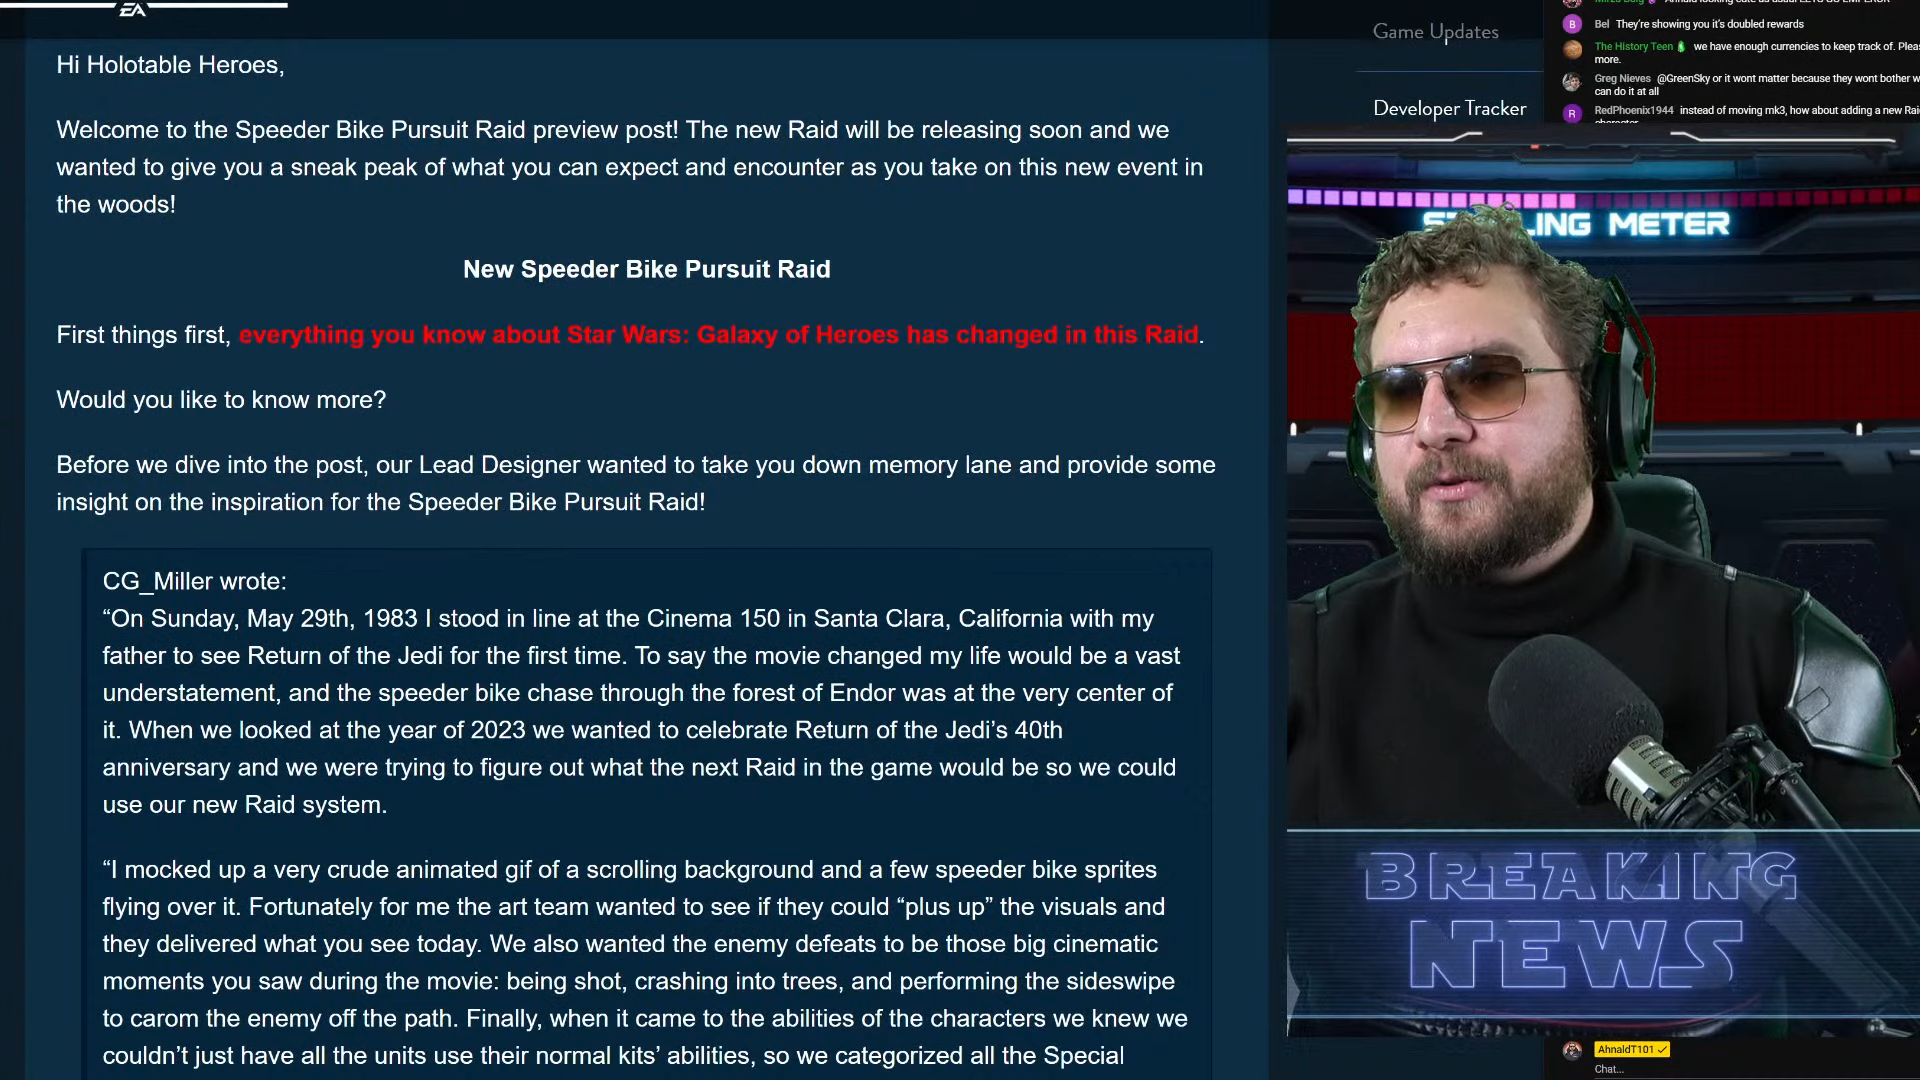 EA
Hi Holotable Heroes,
Welcome to the Speeder Bike Pursuit Raid preview post! The new Raid will be releasing soon and we
wanted to give you a sneak peak of what you can expect and encounter as you take on this new event in
the woods!
New Speeder Bike Pursuit Raid
First things first, everything you know about Star Wars: Galaxy of Heroes has changed in this Raid.
Would you like to know more?
Before we dive into the post, our Lead Designer wanted to take you down memory lane and provide some
insight on the inspiration for the Speeder Bike Pursuit Raid!
CG_Miller wrote:
“On Sunday, May 29th, 1983 I stood in line at the Cinema 150 in Santa Clara, California with my
father to see Return of the Jedi for the first time. To say the movie changed my life would be a vast
understatement, and the speeder bike chase through the forest of Endor was at the very center of
it. When we looked at the year of 2023 we wanted to celebrate Return of the Jedi’s 40th
anniversary and we were trying to figure out what the next Raid in the game would be so we could
use our new Raid system.
“I mocked up a very crude animated gif of a scrolling background and a few speeder bike sprites
flying over it. Fortunately for me the art team wanted to see if they could “plus up” the visuals and
they delivered what you see today. We also wanted the enemy defeats to be those big cinematic
moments you saw during the movie: being shot, crashing into trees, and performing the sideswipe
to carom the enemy off the path. Finally, when it came to the abilities of the characters we knew we
couldn’t just have all the units use their normal kits’ abilities, so we categorized all the Special
Game Updates
Developer Tracker
B Bel They're showing you it's doubled rewards
The History Teen we have enough currencies to keep track of.
more.
Greg Nieves @GreenSky or it wont matter because they wont bother
can do it at all
R RedPhoenix1944 instead of moving mk3, how about adding a new
METER
BREAKING
NEWS
AhnaldT101
Chat...